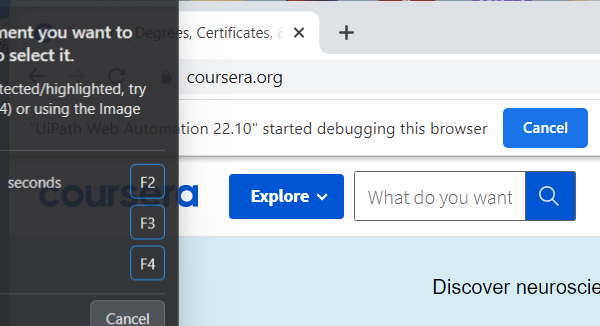 ment you want to
o select it.
tected/highlighted, try
4) or using the Image
seconds
F2
F3
F4
Cancel
Degrees, Certificates, &
coursera.org
"UiPath Web Automation 22.10" started debugging this browser
Cancel
coursera
Explore
What do you want
Discover neuroscie